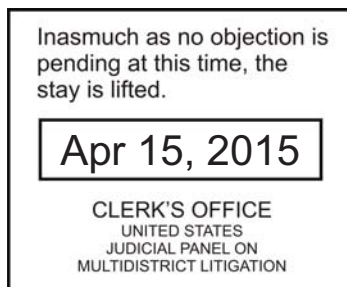 Inasmuch as no objection is
pending at this time, the
stay is lifted.
Apr 15, 2015
CLERK'S OFFICE
UNITED STATES
JUDICIAL PANEL ON
MULTIDISTRICT LITIGATION